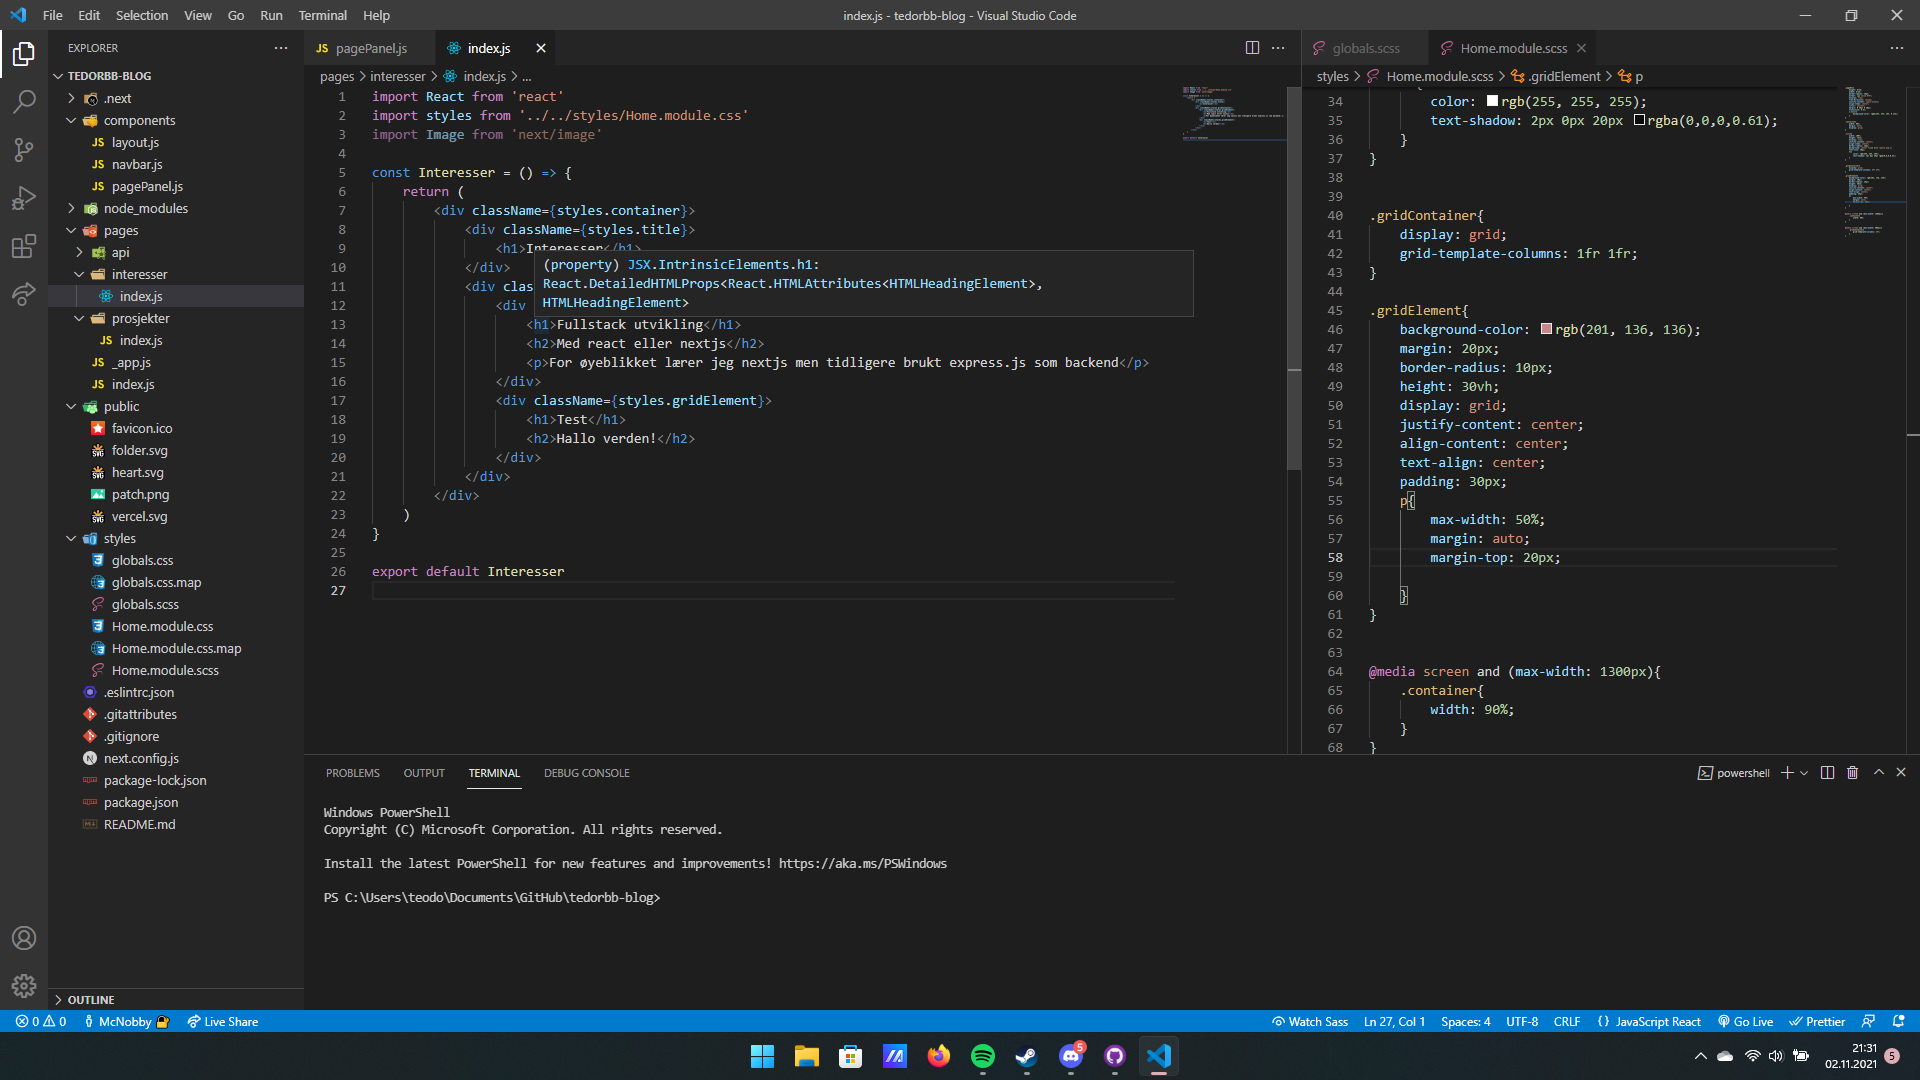 File Edit Selection View Go Run Terminal Help
index.js - tedorbb-blog - Visual Studio Code
EXPLORER
TEDORBB-BLOG
.next
components
layout.js
navbar.js
pagePanel.js
node_modules
pages
api
interesser
index.js
prosjekter
index.js
_app.js
index.js
public
favicon.ico
folder.svg
heart.svg
patch.png
vercel.svg
styles
globals.css
globals.css.map
globals.scss
Home.module.css
Home.module.css.map
Home.module.scss
.eslintrc.json
.gitattributes
.gitignore
next.config.js
package-lock.json
package.json
README.md
OUTLINE
pagePanel.js index.js
pages > interesser > index.js > ...
1 import React from 'react'
2 import styles from '../../styles/Home.module.css'
3 import Image from 'next/image'
4
5 const Interesser = () => {
6 return (
7 <div className={styles.container}>
8 <div className={styles.title}>
9 <h1>Interesser</h1>
10 </div>
11 <div clas
12 <div
(property) JSX.IntrinsicElements.h1:
React.DetailedHTMLProps<React.HTMLAttributes<HTMLHeadingElement>,
HTMLHeadingElement>
13 <h1>Fullstack utvikling</h1>
14 <h2>Med react eller nextjs</h2>
15 <p>For øyeblikket lærer jeg nextjs men tidligere brukt express.js som backend</p>
16 </div>
17 <div className={styles.gridElement}>
18 <h1>Test</h1>
19 <h2>Hallo verden!</h2>
20 </div>
21 </div>
22 </div>
23 )
24 }
25
26 export default Interesser
27
globals.scss Home.module.scss
styles > Home.module.scss > .gridElement > p
34 color: rgb(255, 255, 255);
35 text-shadow: 2px 0px 20px rgba(0,0,0,0.61);
36 }
37 }
38
39
40 .gridContainer{
41 display: grid;
42 grid-template-columns: 1fr 1fr;
43 }
44
45 .gridElement{
46 background-color: rgb(201, 136, 136);
47 margin: 20px;
48 border-radius: 10px;
49 height: 30vh;
50 display: grid;
51 justify-content: center;
52 align-content: center;
53 text-align: center;
54 padding: 30px;
55 p{
56 max-width: 50%;
57 margin: auto;
58 margin-top: 20px;
59
60 }
61 }
62
63
64 @media screen and (max-width: 1300px){
65 .container{
66 width: 90%;
67 }
68 }
PROBLEMS OUTPUT TERMINAL DEBUG CONSOLE
powershell
Windows PowerShell
Copyright (C) Microsoft Corporation. All rights reserved.
Install the latest PowerShell for new features and improvements! https://aka.ms/PSWindows
PS C:\Users\teodo\Documents\GitHub\tedorbb-blog>
0 0 McNobby Live Share
Watch Sass Ln 27, Col 1 Spaces: 4 UTF-8 CRLF JavaScript React Go Live Prettier
5
21:31
02.11.2021
5